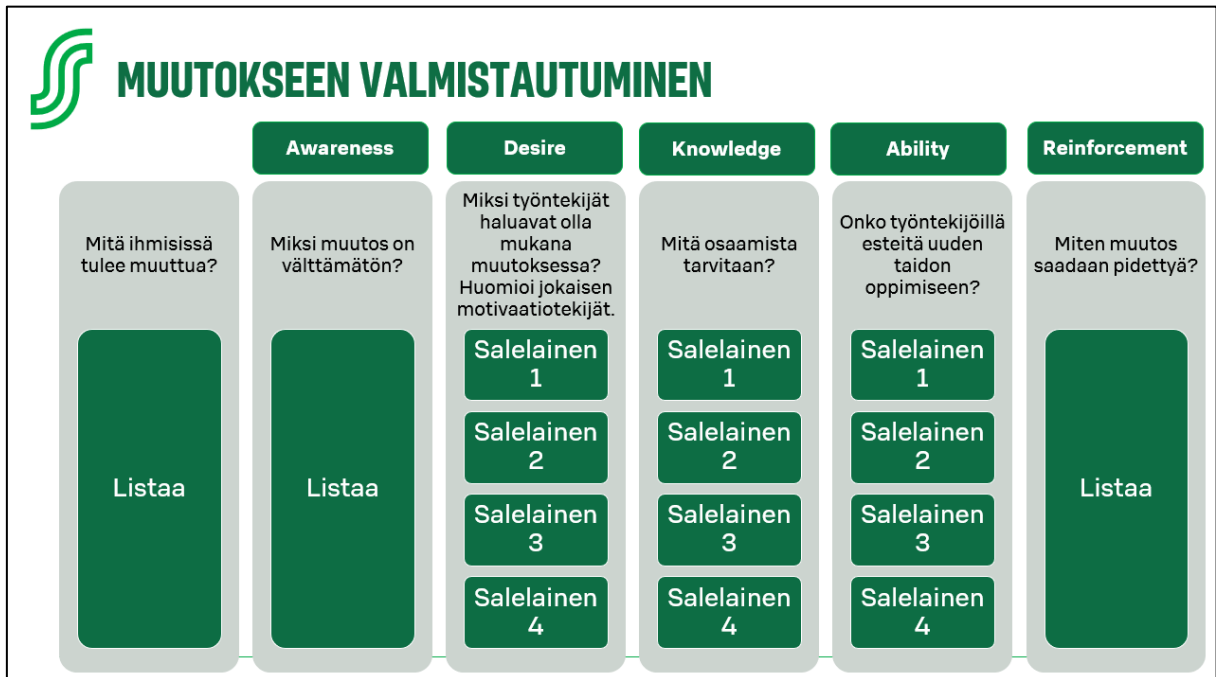 MUUTOKSEEN VALMISTAUTUMINEN
Awareness
Desire
Knowledge
Ability
Reinforcement
Mitä ihmisissä
tulee muuttua?
Listaa
Miksi muutos on
välttämätön?
Listaa
Miksi työntekijät
haluavat olla
mukana
muutoksessa?
Huomioi jokaisen
motivaatiotekijät.
Salelainen
1
Salelainen
2
Salelainen
3
Salelainen
4
Mitä osaamista
tarvitaan?
Salelainen
1
Salelainen
2
Salelainen
3
Salelainen
4
Onko työntekijöillä
esteitä uuden
taidon
oppimiseen?
Salelainen
1
Salelainen
2
Salelainen
3
Salelainen
4
Miten muutos
saadaan pidettyä?
Listaa